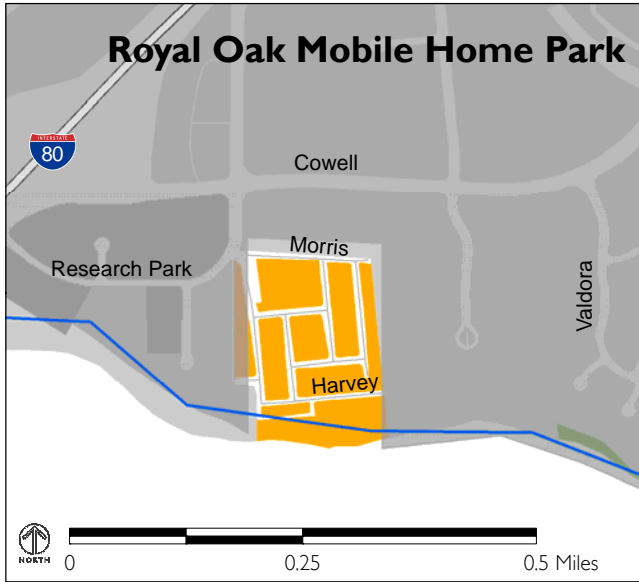 Royal Oak Mobile Home Park
INTERSTATE
80
Cowell
Morris
Research Park
Valdora
Harvey
NORTH
0 0.25 0.5 Miles